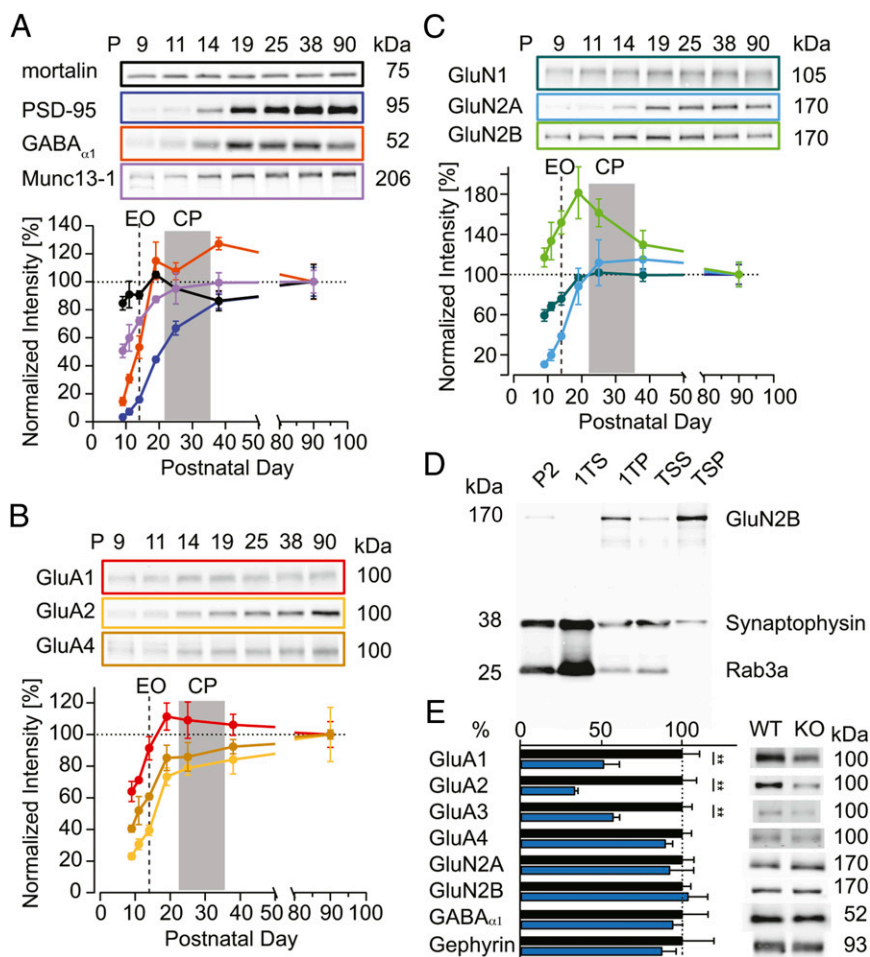 A
P 9 11 14 19 25 38 90 kDa
mortalin 75
PSD-95 95
GABAα1 52
Munc13-1 206
EO CP
Normalized Intensity [%]
140
120
100
80
60
40
20
0
0 10 20 30 40 50 80 90 100
Postnatal Day
B
P 9 11 14 19 25 38 90 kDa
GluA1 100
GluA2 100
GluA4 100
EO CP
Normalized Intensity [%]
120
100
80
60
40
20
0
0 10 20 30 40 50 80 90 100
Postnatal Day
C
P 9 11 14 19 25 38 90 kDa
GluN1 105
GluN2A 170
GluN2B 170
EO CP
Normalized Intensity [%]
180
140
100
80
60
40
20
0 10 20 30 40 50 80 90 100
Postnatal Day
D
kDa P2 1TS 1TP TSS TSP
170 GluN2B
38 Synaptophysin
25 Rab3a
E
% 0 50 100 WT KO kDa
GluA1 ** 100
GluA2 ** 100
GluA3 ** 100
GluA4 100
GluN2A 170
GluN2B 170
GABAα1 52
Gephyrin 93